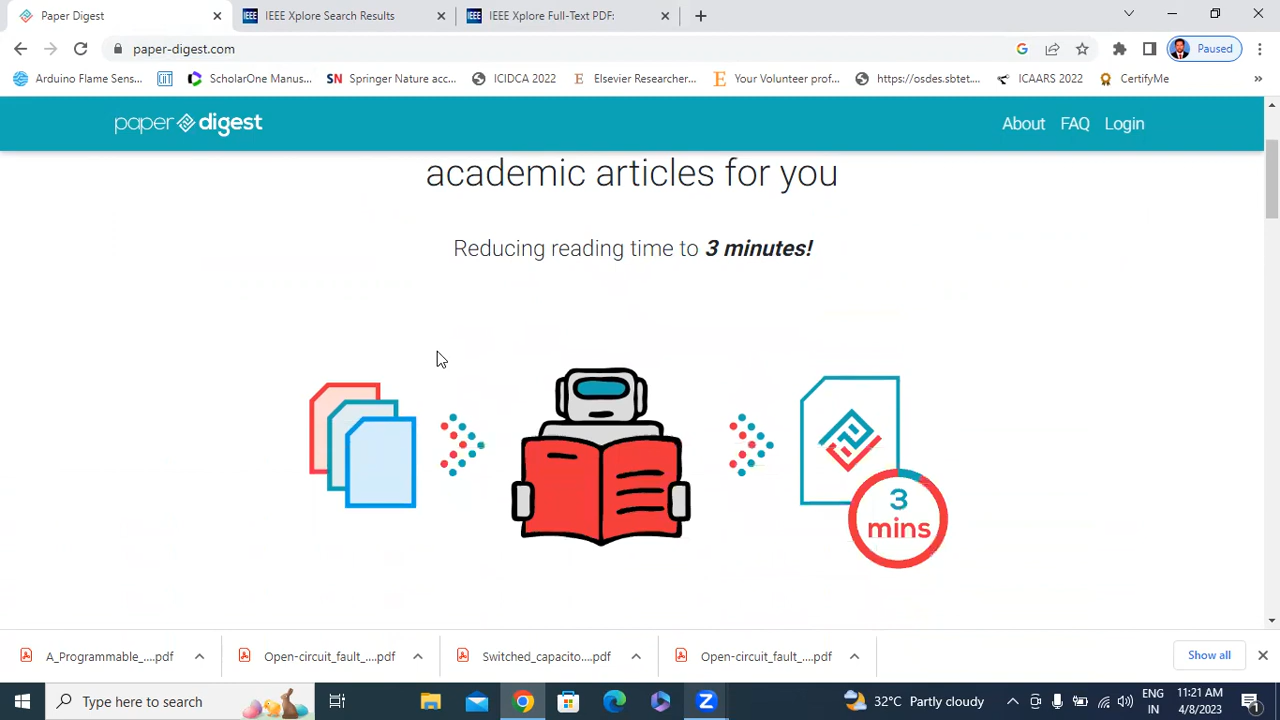 Paper Digest
IEEE Xplore Search Results
IEEE Xplore Full-Text PDF:
paper-digest.com
Paused
Arduino Flame Sens...
ScholarOne Manus...
SN Springer Nature acc...
ICIDCA 2022
E Elsevier Researcher...
E Your Volunteer prof...
https://osdes.sbtet....
ICAARS 2022
CertifyMe
»
paper digest
About
FAQ
Login
academic articles for you
Reducing reading time to 3 minutes!
3
mins
A_Programmable_....pdf
Open-circuit_fault_....pdf
Switched_capacito....pdf
Open-circuit_fault_....pdf
Show all
Type here to search
32°C Partly cloudy
ENG
IN
11:21 AM
4/8/2023
1